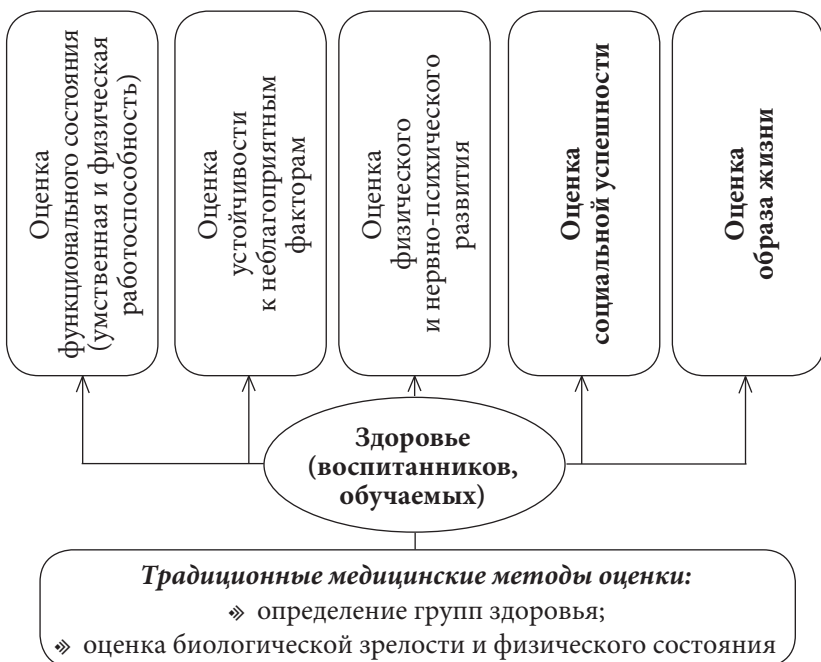 Оценка
функционального состояния
(умственная и физическая
работоспособность)
Оценка
устойчивости
к неблагоприятным
факторам
Оценка
физического
и нервно-психического
развития
Оценка
социальной успешности
Оценка
образа жизни
Здоровье
(воспитанников,
обучаемых)
Традиционные медицинские методы оценки:
определение групп здоровья;
оценка биологической зрелости и физического состояния